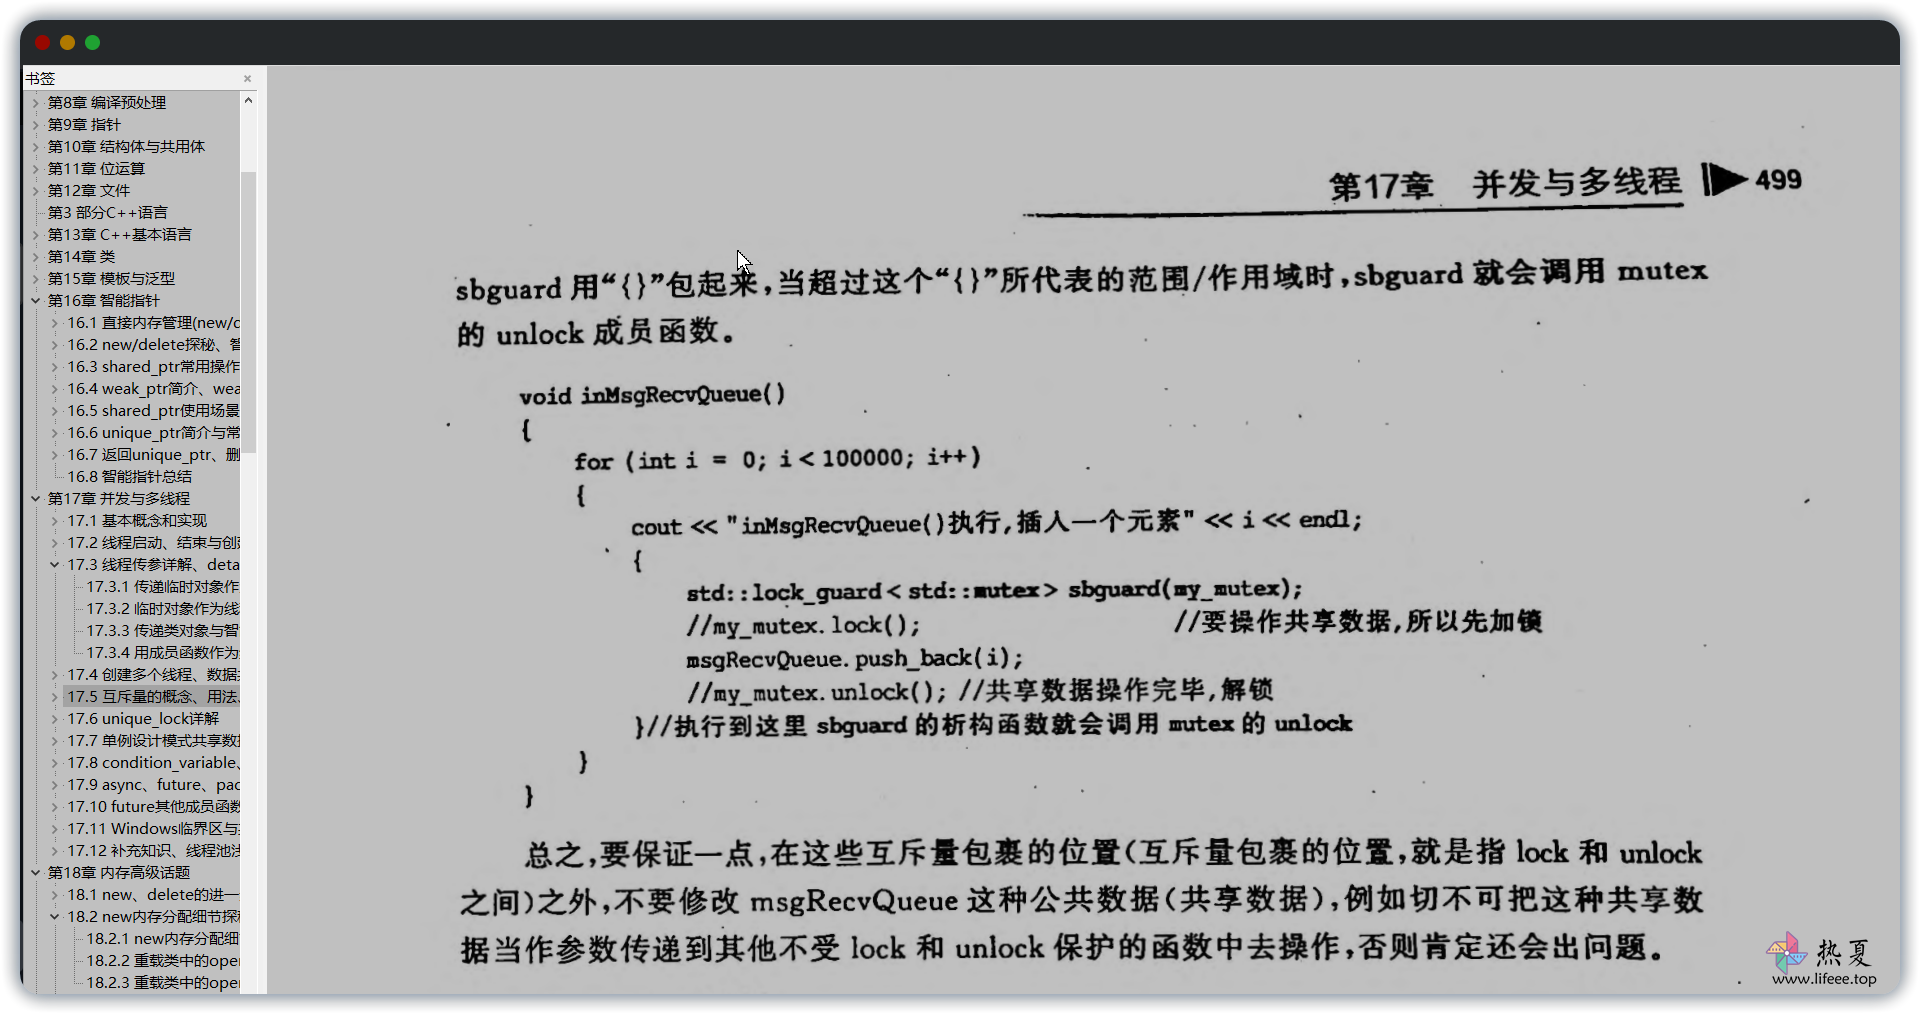 书签
第8章 编译预处理
第9章 指针
第10章 结构体与共用体
第11章 位运算
第12章 文件
第3 部分C++语言
第13章 C++基本语言
第14章 类
第15章 模板与泛型
第16章 智能指针
16.1 直接内存管理(new/d
16.2 new/delete探秘、智
16.3 shared_ptr常用操作
16.4 weak_ptr简介、wea
16.5 shared_ptr使用场景
16.6 unique_ptr简介与常
16.7 返回unique_ptr、删
16.8 智能指针总结
第17章 并发与多线程
17.1 基本概念和实现
17.2 线程启动、结束与创建
17.3 线程传参详解、deta
17.3.1 传递临时对象作
17.3.2 临时对象作为线
17.3.3 传递类对象与智
17.3.4 用成员函数作为
17.4 创建多个线程、数据
17.5 互斥量的概念、用法、
17.6 unique_lock详解
17.7 单例设计模式共享数据
17.8 condition_variable、
17.9 async、future、pac
17.10 future其他成员函数
17.11 Windows临界区与
17.12 补充知识、线程池浅
第18章 内存高级话题
18.1 new、delete的进一
18.2 new内存分配细节探秘
18.2.1 new内存分配细
18.2.2 重载类中的oper
18.2.3 重载类中的oper
第17章 并发与多线程 499
sbguard 用“{}”包起来,当超过这个“{}”所代表的范围/作用域时,sbguard 就会调用 mutex
的 unlock 成员函数。
void inMsgRecvQueue()
{
for (int i = 0; i < 100000; i++)
{
cout << "inMsgRecvQueue()执行,插入一个元素" << i << endl;
{
std::lock_guard< std::mutex> sbguard(my_mutex);
//my_mutex.lock(); //要操作共享数据,所以先加锁
msgRecvQueue.push_back(i);
//my_mutex.unlock(); //共享数据操作完毕,解锁
}//执行到这里 sbguard 的析构函数就会调用 mutex 的 unlock
}
}
总之,要保证一点,在这些互斥量包裹的位置(互斥量包裹的位置,就是指 lock 和 unlock
之间)之外,不要修改 msgRecvQueue 这种公共数据(共享数据),例如切不可把这种共享数
据当作参数传递到其他不受 lock 和 unlock 保护的函数中去操作,否则肯定还会出问题。
热夏
www.lifeee.top